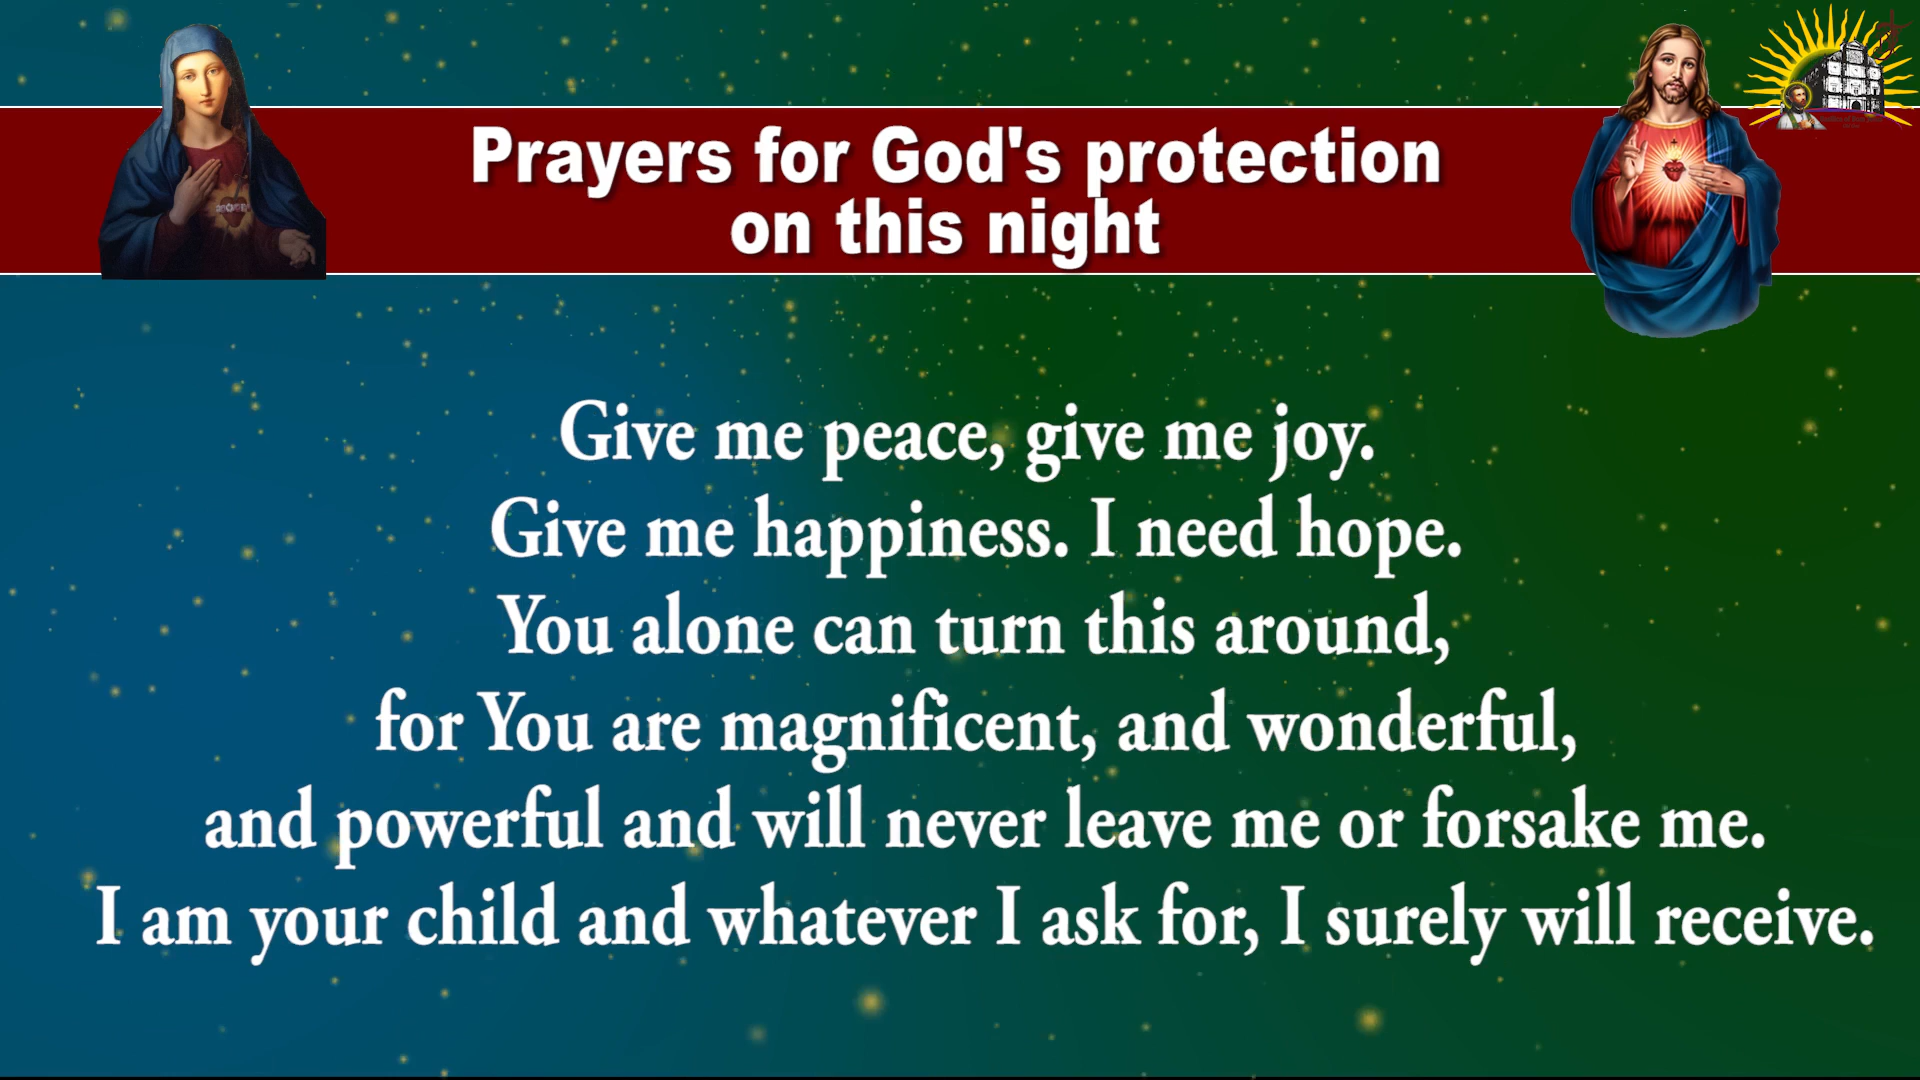 Prayers for God's protection
on this night
Give me peace, give me joy.
Give me happiness. I need hope.
You alone can turn this around,
for You are magnificent, and wonderful,
and powerful and will never leave me or forsake me.
I am your child and whatever I ask for, I surely will receive.